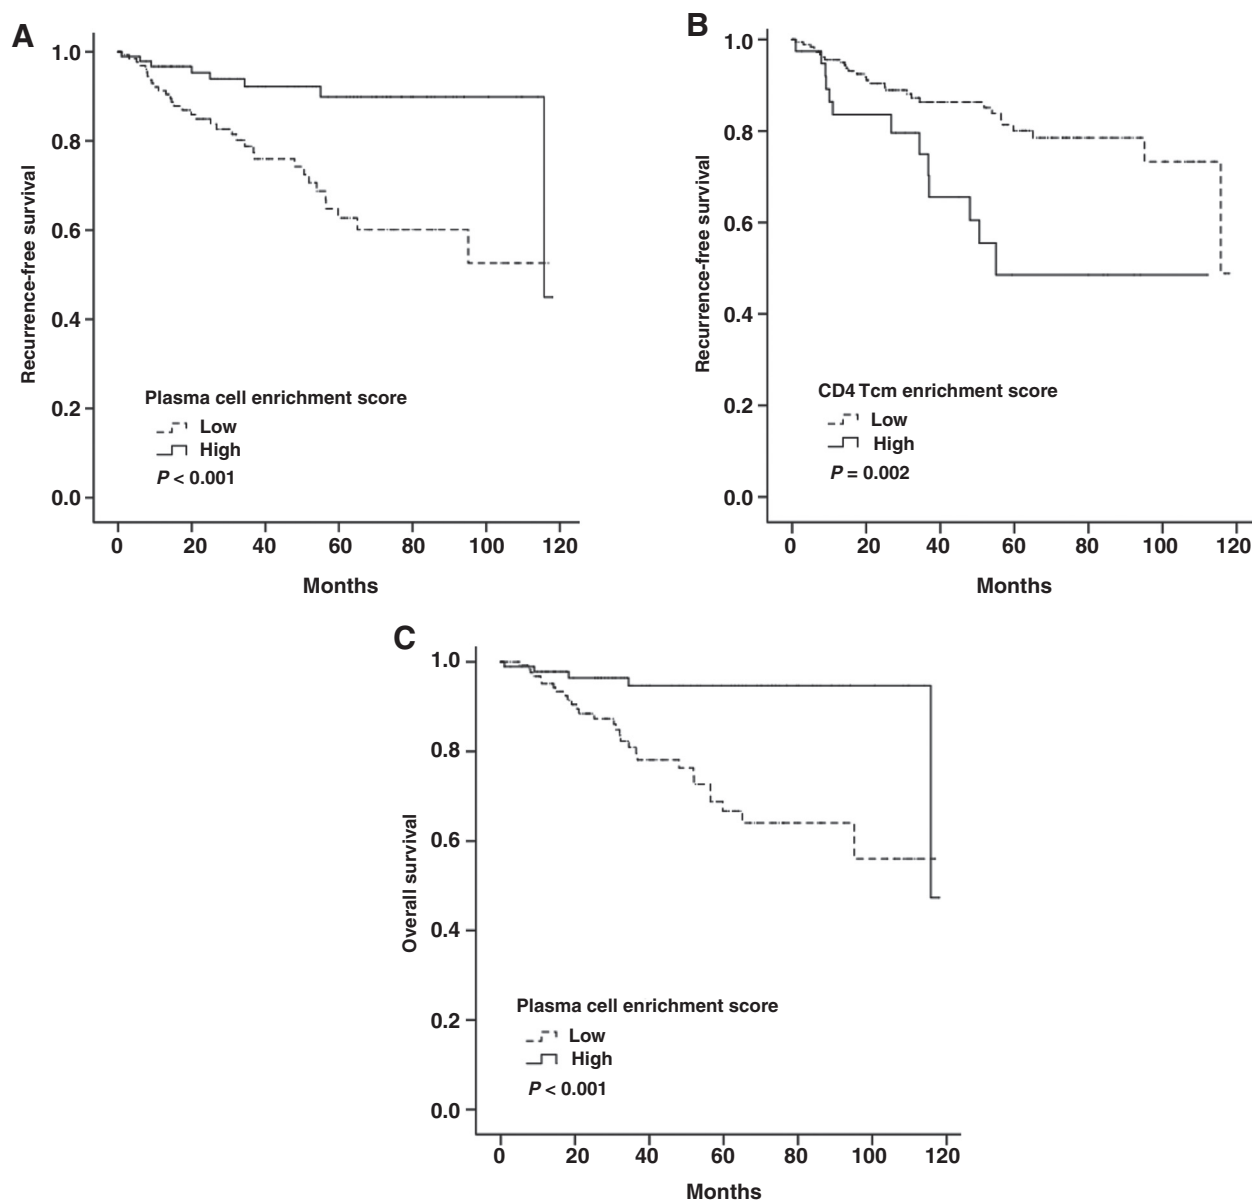 A
1.0
0.8
0.6
0.4
0.2
0.0
Recurrence-free survival
Plasma cell enrichment score
Low
High
P < 0.001
0 20 40 60 80 100 120
Months
B
1.0
0.8
0.6
0.4
0.2
0.0
Recurrence-free survival
CD4 Tcm enrichment score
Low
High
P = 0.002
0 20 40 60 80 100 120
Months
C
1.0
0.8
0.6
0.4
0.2
0.0
Overall survival
Plasma cell enrichment score
Low
High
P < 0.001
0 20 40 60 80 100 120
Months